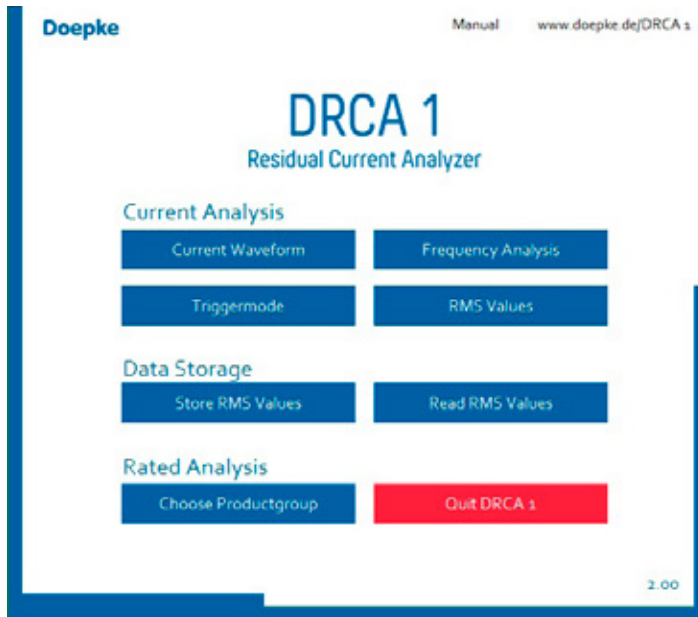 Doepke Manual www.doepke.de/DRCA 1
DRCA 1
Residual Current Analyzer
Current Analysis
Current Waveform Frequency Analysis
Triggermode RMS Values
Data Storage
Store RMS Values Read RMS Values
Rated Analysis
Choose Productgroup Quit DRCA 1
2.00